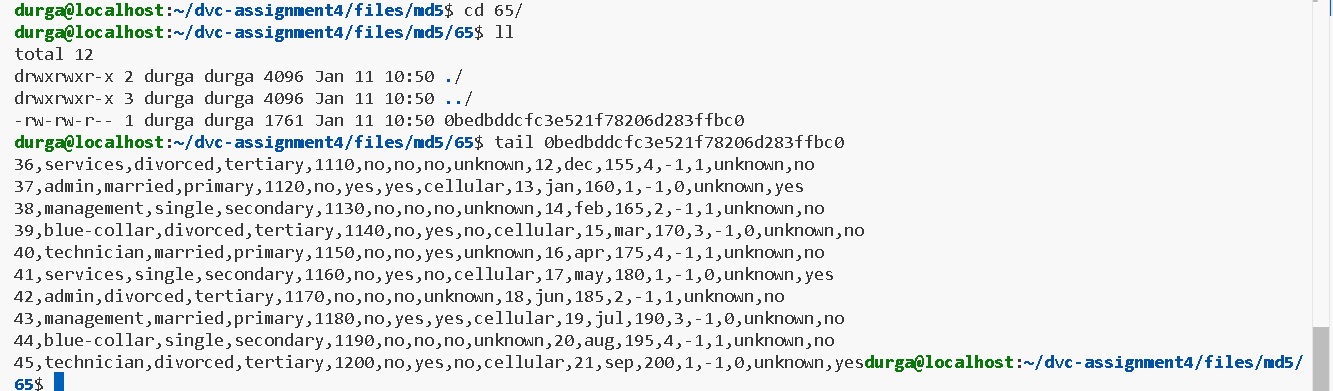 durga@localhost:~/dvc-assignment4/files/md5$ cd 65/
durga@localhost:~/dvc-assignment4/files/md5/65$ ll
total 12
drwxrwxr-x 2 durga durga 4096 Jan 11 10:50 ./
drwxrwxr-x 3 durga durga 4096 Jan 11 10:50 ../
-rw-rw-r-- 1 durga durga 1761 Jan 11 10:50 0bedbddcfc3e521f78206d283ffbc0
durga@localhost:~/dvc-assignment4/files/md5/65$ tail 0bedbddcfc3e521f78206d283ffbc0
36,services,divorced,tertiary,1110,no,no,no,unknown,12,dec,155,4,-1,1,unknown,no
37,admin,married,primary,1120,no,yes,yes,cellular,13,jan,160,1,-1,0,unknown,yes
38,management,single,secondary,1130,no,no,no,unknown,14,feb,165,2,-1,1,unknown,no
39,blue-collar,divorced,tertiary,1140,no,yes,no,cellular,15,mar,170,3,-1,0,unknown,no
40,technician,married,primary,1150,no,no,yes,unknown,16,apr,175,4,-1,1,unknown,no
41,services,single,secondary,1160,no,yes,no,cellular,17,may,180,1,-1,0,unknown,yes
42,admin,divorced,tertiary,1170,no,no,no,unknown,18,jun,185,2,-1,1,unknown,no
43,management,married,primary,1180,no,yes,yes,cellular,19,jul,190,3,-1,0,unknown,no
44,blue-collar,single,secondary,1190,no,no,no,unknown,20,aug,195,4,-1,1,unknown,no
45,technician,divorced,tertiary,1200,no,yes,no,cellular,21,sep,200,1,-1,0,unknown,yesdurga@localhost:~/dvc-assignment4/files/md5/
65$